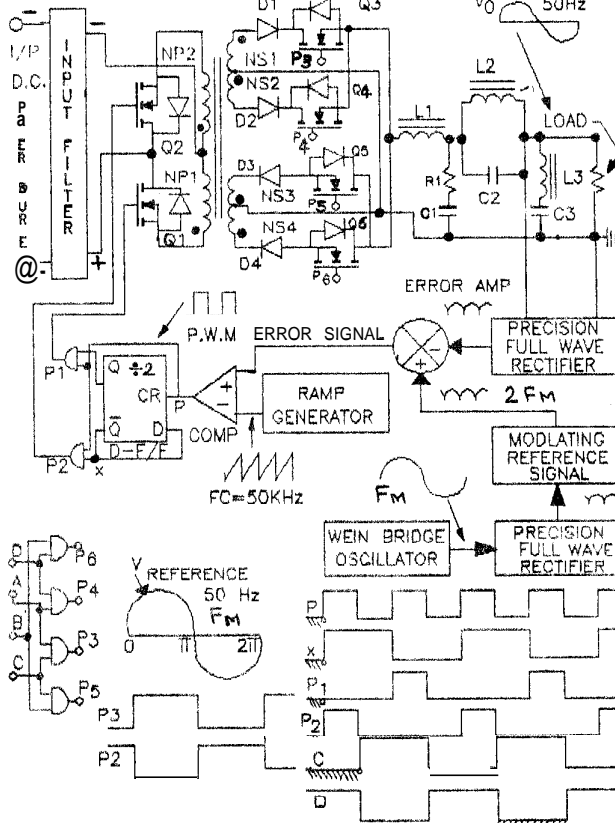 I/P
D.C.
INPUT FILTER
NP2
Q2
NP1
Q1
D1
Q3
P3
NS1
NS2
Q4
D2
P4
D3
Q5
NS3
P5
NS4
Q6
D4
P6
VO 50Hz
L1
L2
LOAD
R1
C1
C2
L3
C3
P.W.M
ERROR SIGNAL
ERROR AMP
PRECISION
FULL WAVE
RECTIFIER
P1
Q ÷2
CR
P
Q̅ D
D-F/F
P2
X
COMP
RAMP
GENERATOR
FC=50KHz
2 FM
MODLATING
REFERENCE
SIGNAL
FM
WEIN BRIDGE
OSCILLATOR
PRECISION
FULL WAVE
RECTIFIER
D
P6
A
P4
B
P3
C
P5
V
REFERENCE
50 Hz
FM
0 π 2π
P3
P2
P
X
P1
P2
C
D